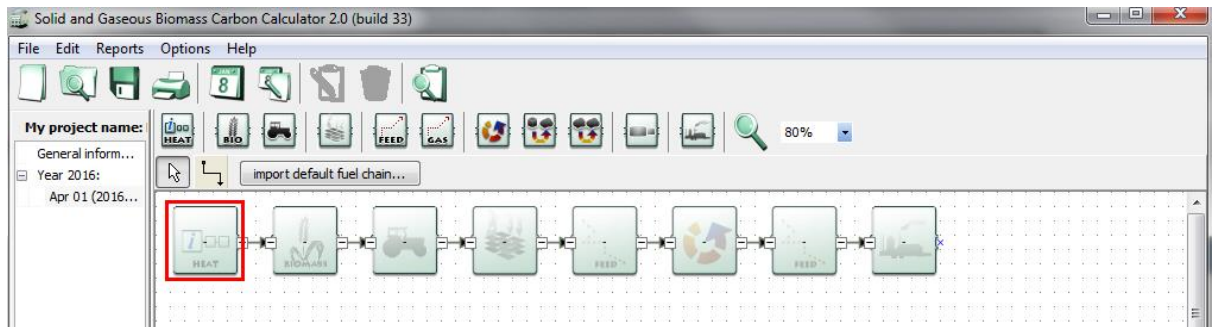 Solid and Gaseous Biomass Carbon Calculator 2.0 (build 33)
File Edit Reports Options Help
8
My project name:
HEAT BIO FEED GAS 80%
General inform...
Year 2016:
Apr 01 (2016...
import default fuel chain...
HEAT BIOMASS FEED FEED